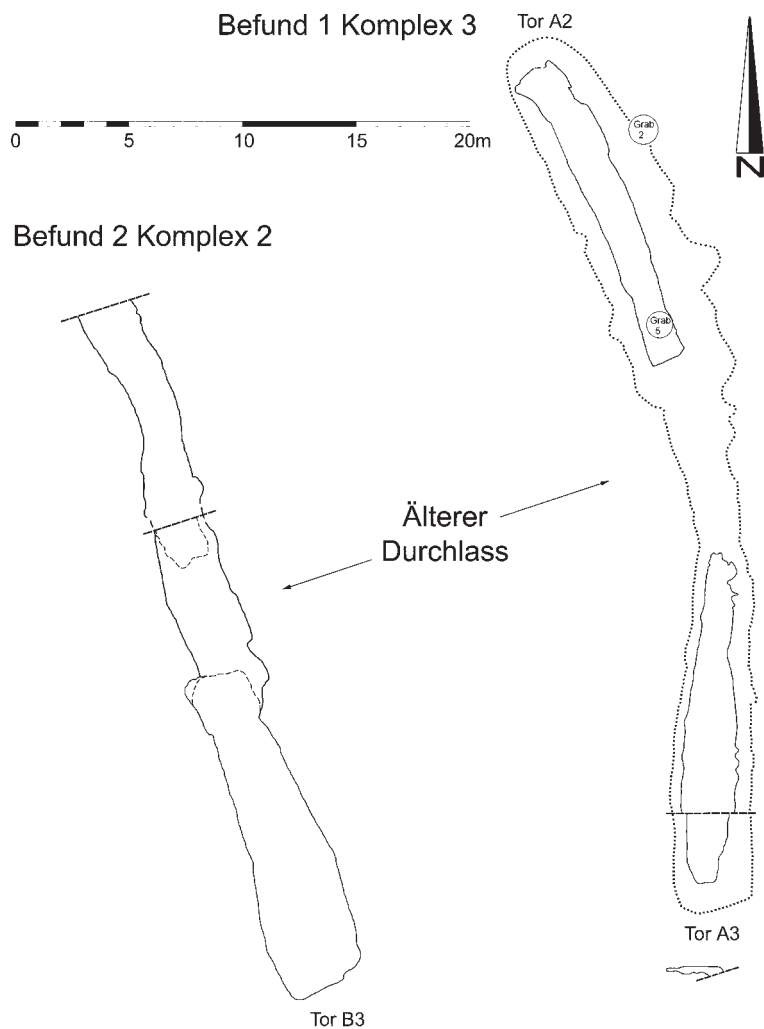 Befund 1 Komplex 3
Tor A2
0 5 10 15 20m
Grab
2
N
Befund 2 Komplex 2
Grab
5
Älterer
Durchlass
Tor A3
Tor B3